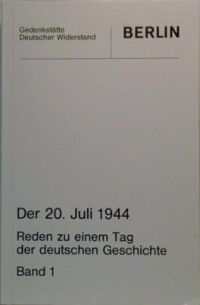 Gedenkstätte
Deutscher Widerstand
BERLIN
Der 20. Juli 1944
Reden zu einem Tag
der deutschen Geschichte
Band 1